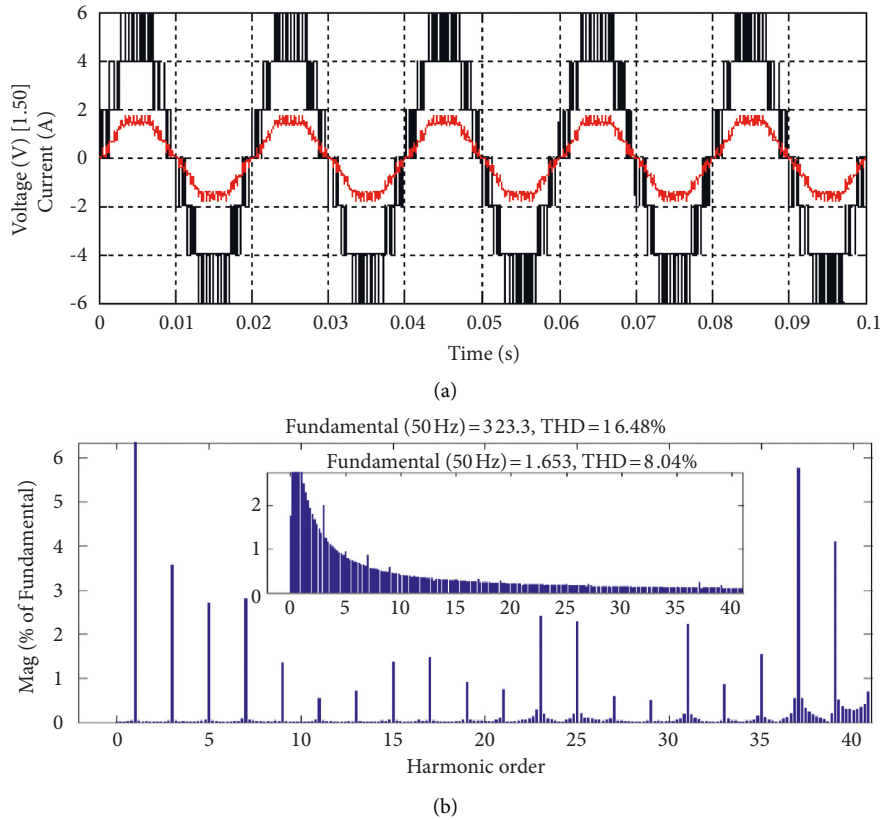 6
4
2
0
-2
-4
-6
Voltage (V) [1.50]
Current (A)
0 0.01 0.02 0.03 0.04 0.05 0.06 0.07 0.08 0.09 0.1
Time (s)
(a)
Fundamental (50 Hz) = 323.3, THD = 16.48%
Fundamental (50 Hz) = 1.653, THD = 8.04%
6
5
4
3
2
1
0
Mag (% of Fundamental)
2
1
0
0 5 10 15 20 25 30 35 40
0 5 10 15 20 25 30 35 40
Harmonic order
(b)